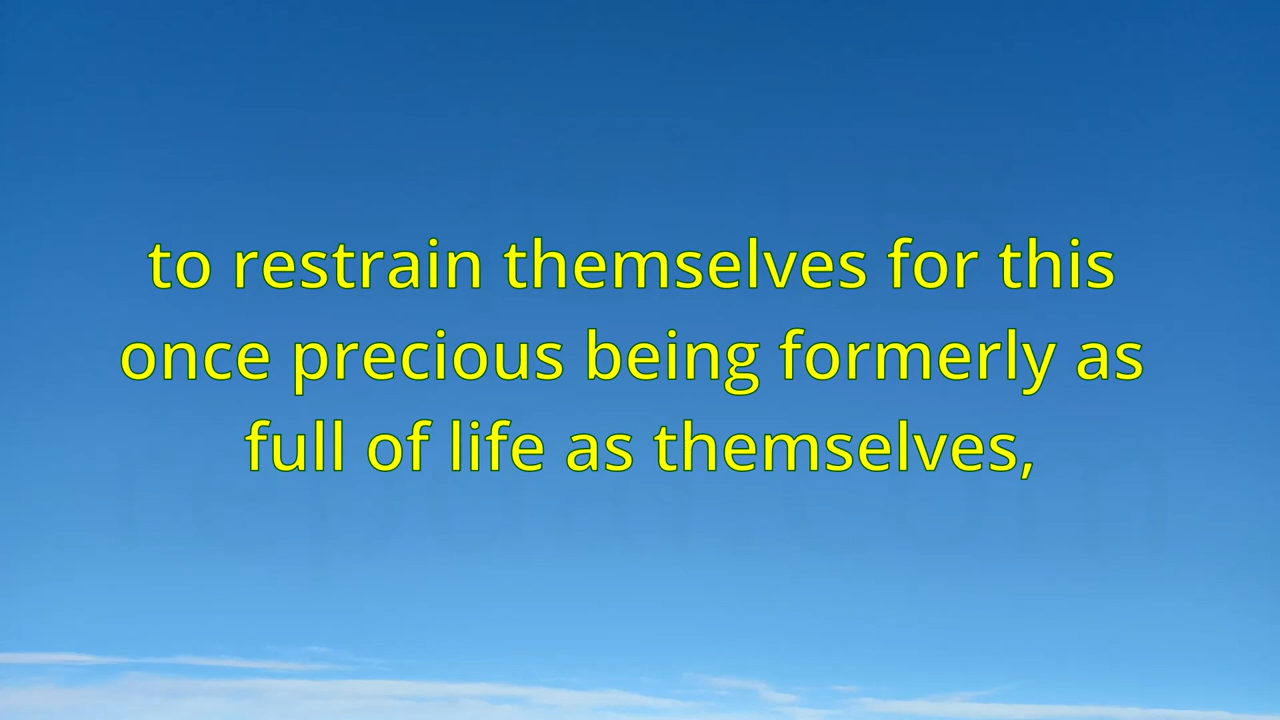 to restrain themselves for this
once precious being formerly as
full of life as themselves,